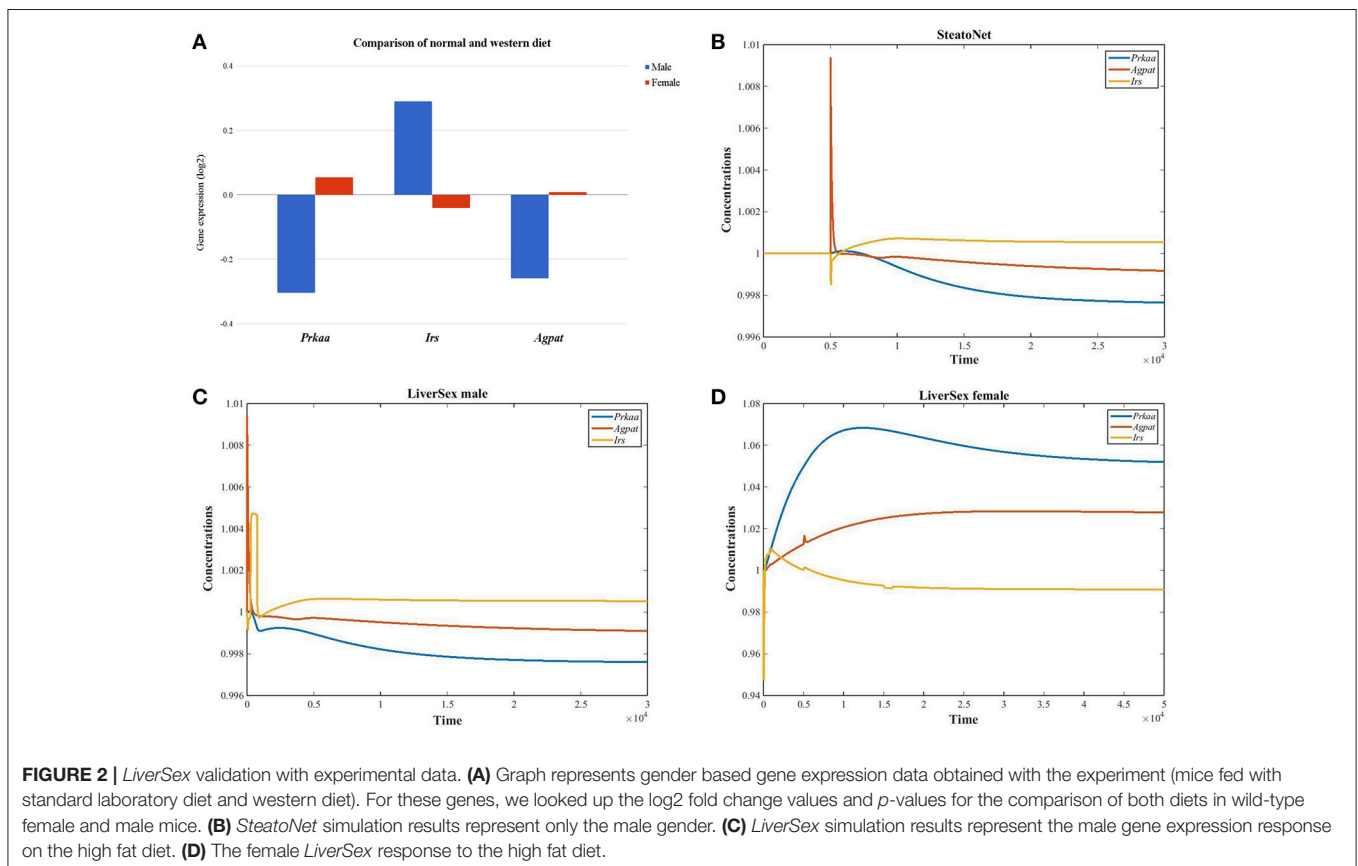 A
Comparison of normal and western diet
Male
Female
0.4
0.2
0.0
-0.2
-0.4
Gene expression (log2)
Prkaa
Irs
Agpat
B
SteatoNet
Prkaa
Agpat
Irs
1.01
1.008
1.006
1.004
1.002
1
0.998
0.996
Concentrations
0
0.5
1
1.5
2
2.5
3
×10⁴
Time
C
LiverSex male
Prkaa
Agpat
Irs
1.01
1.008
1.006
1.004
1.002
1
0.998
0.996
Concentrations
0
0.5
1
1.5
2
2.5
3
×10⁴
Time
D
LiverSex female
Prkaa
Agpat
Irs
1.08
1.06
1.04
1.02
1
0.98
0.96
0.94
Concentrations
0
0.5
1
1.5
2
2.5
3
3.5
4
4.5
5
×10⁴
Time
FIGURE 2 | LiverSex validation with experimental data. (A) Graph represents gender based gene expression data obtained with the experiment (mice fed with
standard laboratory diet and western diet). For these genes, we looked up the log2 fold change values and p-values for the comparison of both diets in wild-type
female and male mice. (B) SteatoNet simulation results represent only the male gender. (C) LiverSex simulation results represent the male gene expression response
on the high fat diet. (D) The female LiverSex response to the high fat diet.